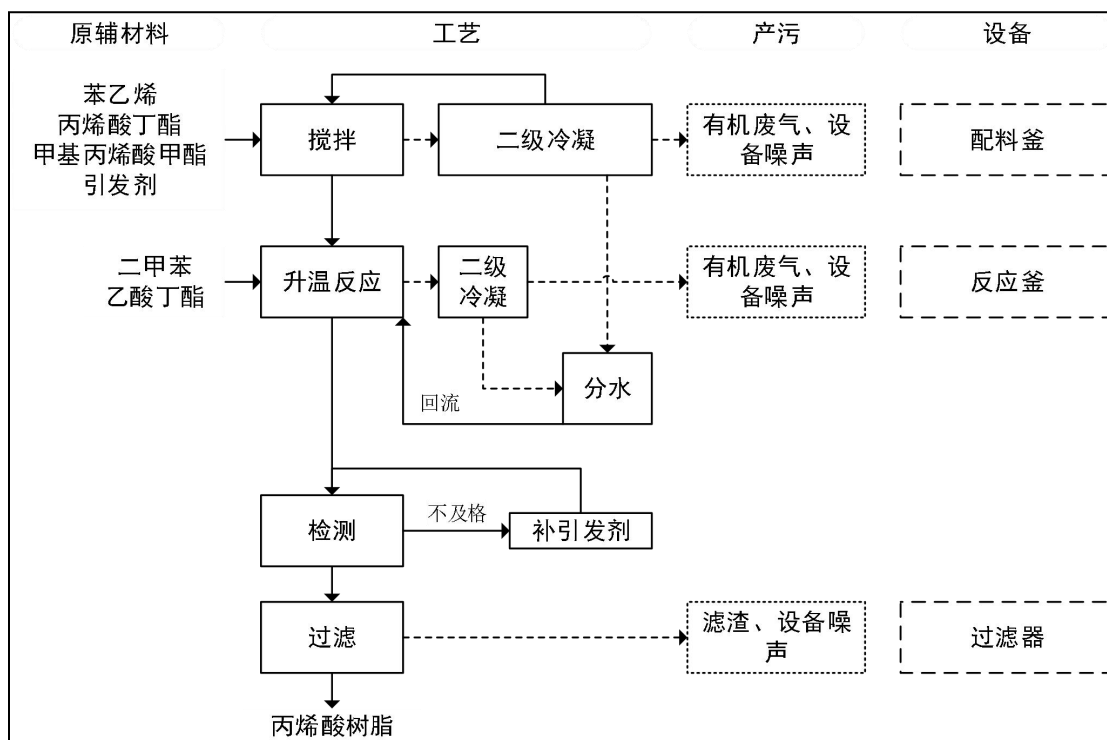 原辅材料
工艺
产污
设备
苯乙烯
丙烯酸丁酯
甲基丙烯酸甲酯
引发剂
搅拌
二级冷凝
有机废气、设
备噪声
配料釜
二甲苯
乙酸丁酯
升温反应
二级
冷凝
有机废气、设
备噪声
反应釜
分水
回流
检测
不及格
补引发剂
过滤
滤渣、设备噪
声
过滤器
丙烯酸树脂